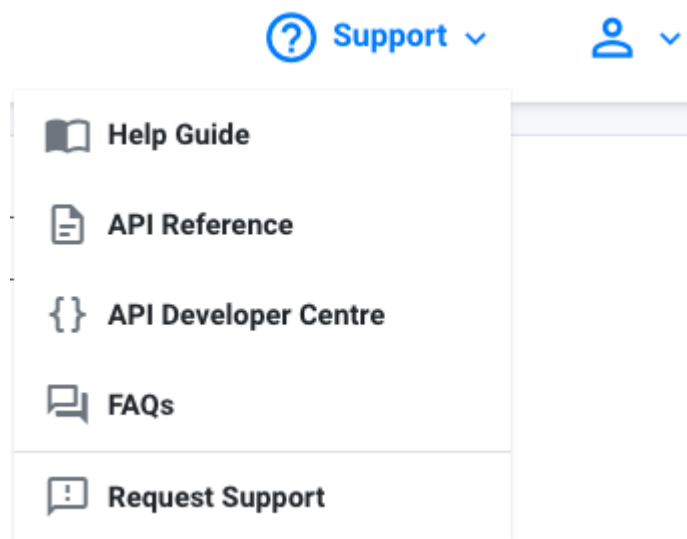 Support
Help Guide
API Reference
API Developer Centre
FAQs
Request Support